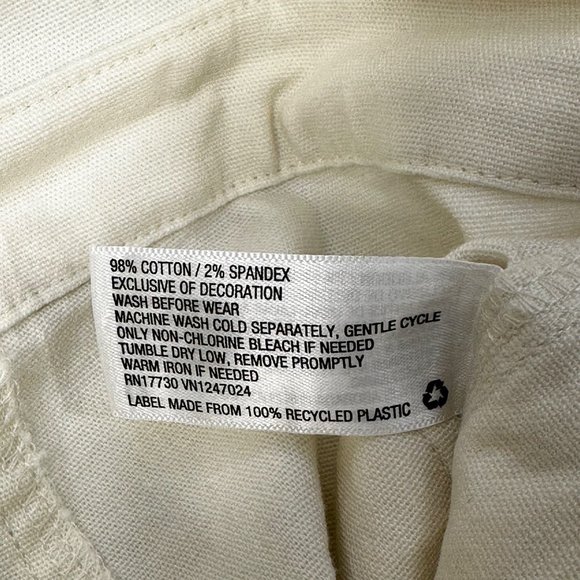 98% COTTON / 2% SPANDEX
EXCLUSIVE OF DECORATION
WASH BEFORE WEAR
MACHINE WASH COLD SEPARATELY, GENTLE CYCLE
ONLY NON-CHLORINE BLEACH IF NEEDED
TUMBLE DRY LOW, REMOVE PROMPTLY
WARM IRON IF NEEDED
RN17730 VN1247024
LABEL MADE FROM 100% RECYCLED PLASTIC